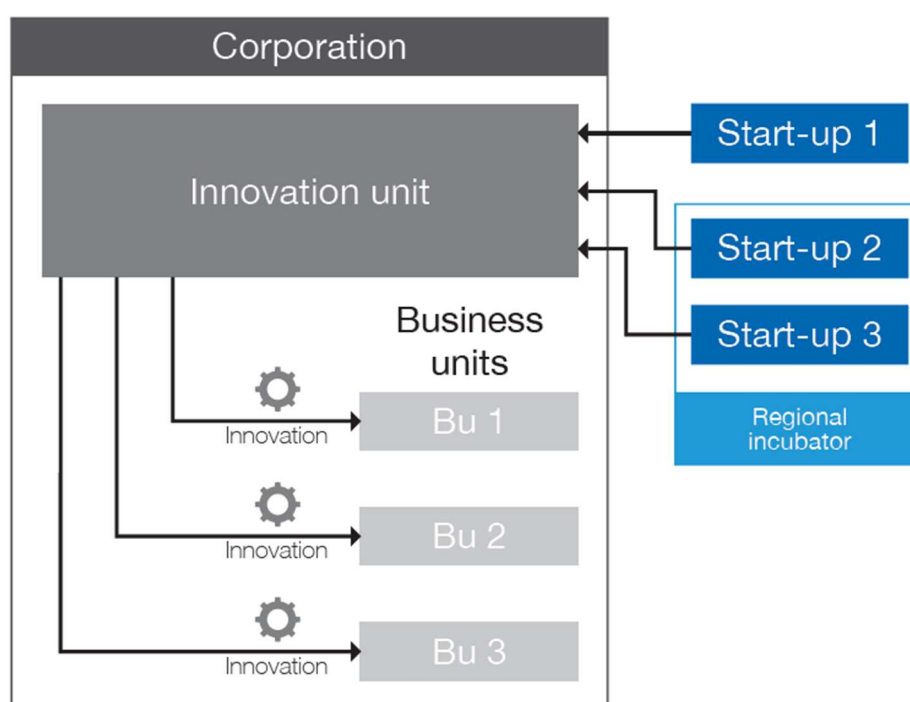 Corporation
Innovation unit
Start-up 1
Start-up 2
Start-up 3
Regional
incubator
Business
units
Innovation
Bu 1
Innovation
Bu 2
Innovation
Bu 3